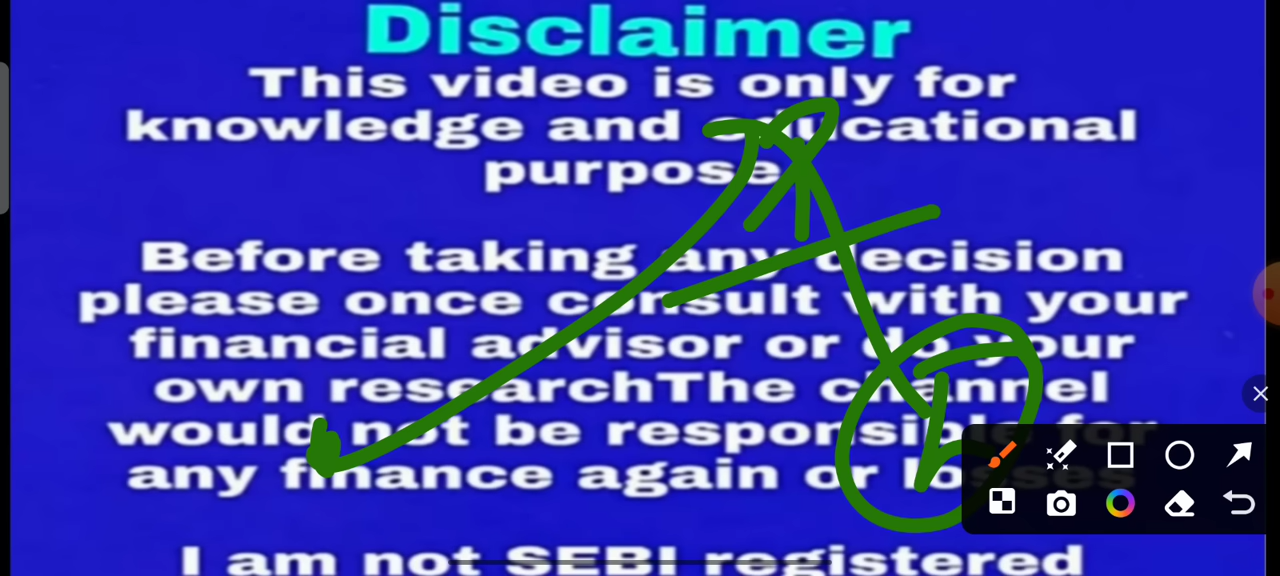 Disclaimer
This video is only for
knowledge and educational
purpose
Before taking any decision
please once consult with your
financial advisor or do your
own researchThe channel
would not be responsible for
any finance again or losses
I am not SEBI registered